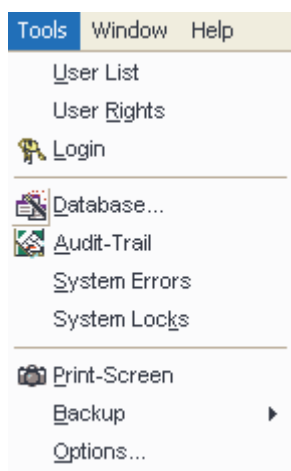 Tools Window Help
User List
User Rights
Login
Database...
Audit-Trail
System Errors
System Locks
Print-Screen
Backup
Options...